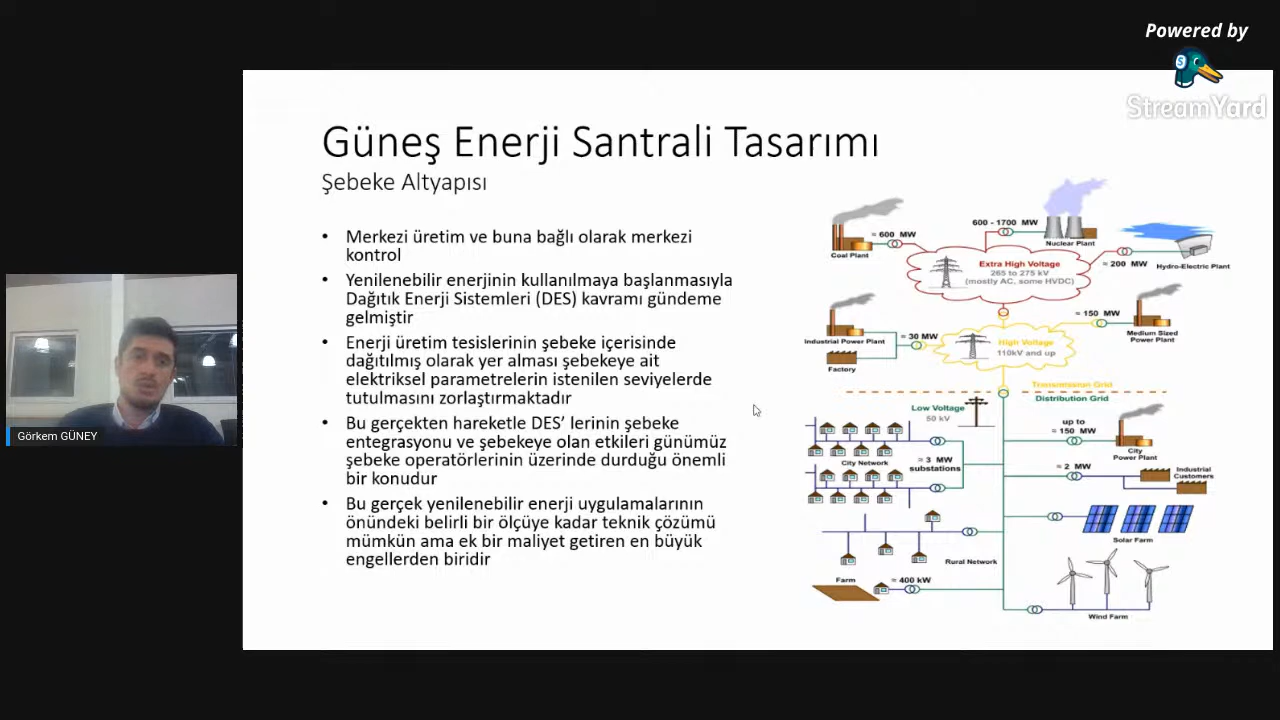 Powered by
StreamYard
Güneş Enerji Santrali Tasarımı
Şebeke Altyapısı
• Merkezi üretim ve buna bağlı olarak merkezi
kontrol
• Yenilenebilir enerjinin kullanılmaya başlanmasıyla
Dağıtık Enerji Sistemleri (DES) kavramı gündeme
gelmiştir
• Enerji üretim tesislerinin şebeke içerisinde
dağıtılmış olarak yer alması şebekeye ait
elektriksel parametrelerin istenilen seviyelerde
tutulmasını zorlaştırmaktadır
• Bu gerçekten hareketle DES' lerinin şebeke
entegrasyonu ve şebekeye olan etkileri günümüz
şebeke operatörlerinin üzerinde durduğu önemli
bir konudur
• Bu gerçek yenilenebilir enerji uygulamalarının
önündeki belirli bir ölçüye kadar teknik çözümü
mümkün ama ek bir maliyet getiren en büyük
engellerden biridir
Görkem GÜNEY
≈ 600 MW
Coal Plant
600 - 1700 MW
Nuclear Plant
Extra High Voltage
265 to 275 kV
(mostly AC, some HVDC)
≈ 200 MW
Hydro-Electric Plant
≈ 150 MW
Medium Sized
Power Plant
Industrial Power Plant
≈ 30 MW
Factory
High Voltage
110kV and up
Transmission Grid
Distribution Grid
Low Voltage
50 kV
up to
≈ 150 MW
City
Power Plant
City Network
≈ 3 MW
substations
≈ 2 MW
Industrial
Customers
Solar Farm
Rural Network
Farm
≈ 400 kW
Wind Farm